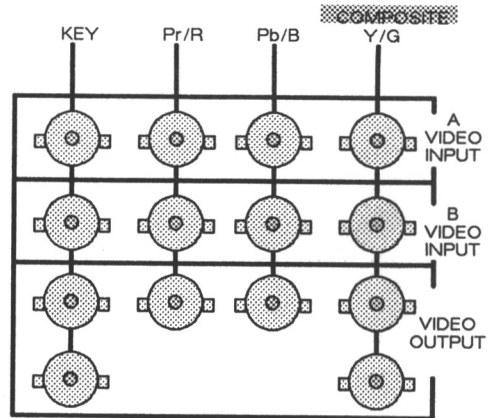 COMPOSITE
KEY Pr/R Pb/B Y/G
A
VIDEO
INPUT
B
VIDEO
INPUT
VIDEO
OUTPUT